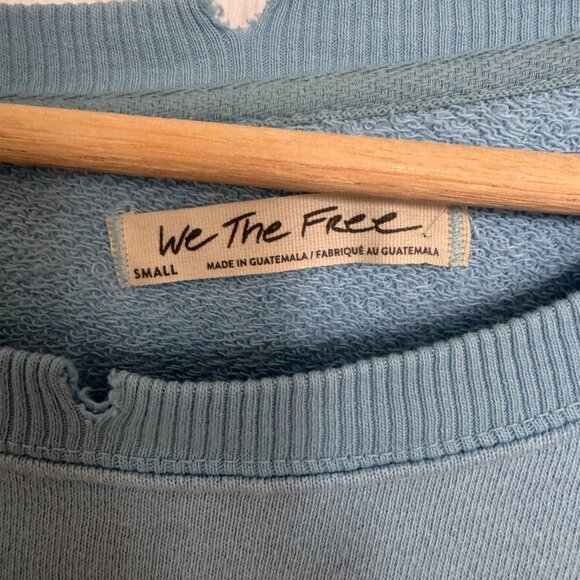 We The Free
SMALL
MADE IN GUATEMALA / FABRIQUÉ AU GUATEMALA